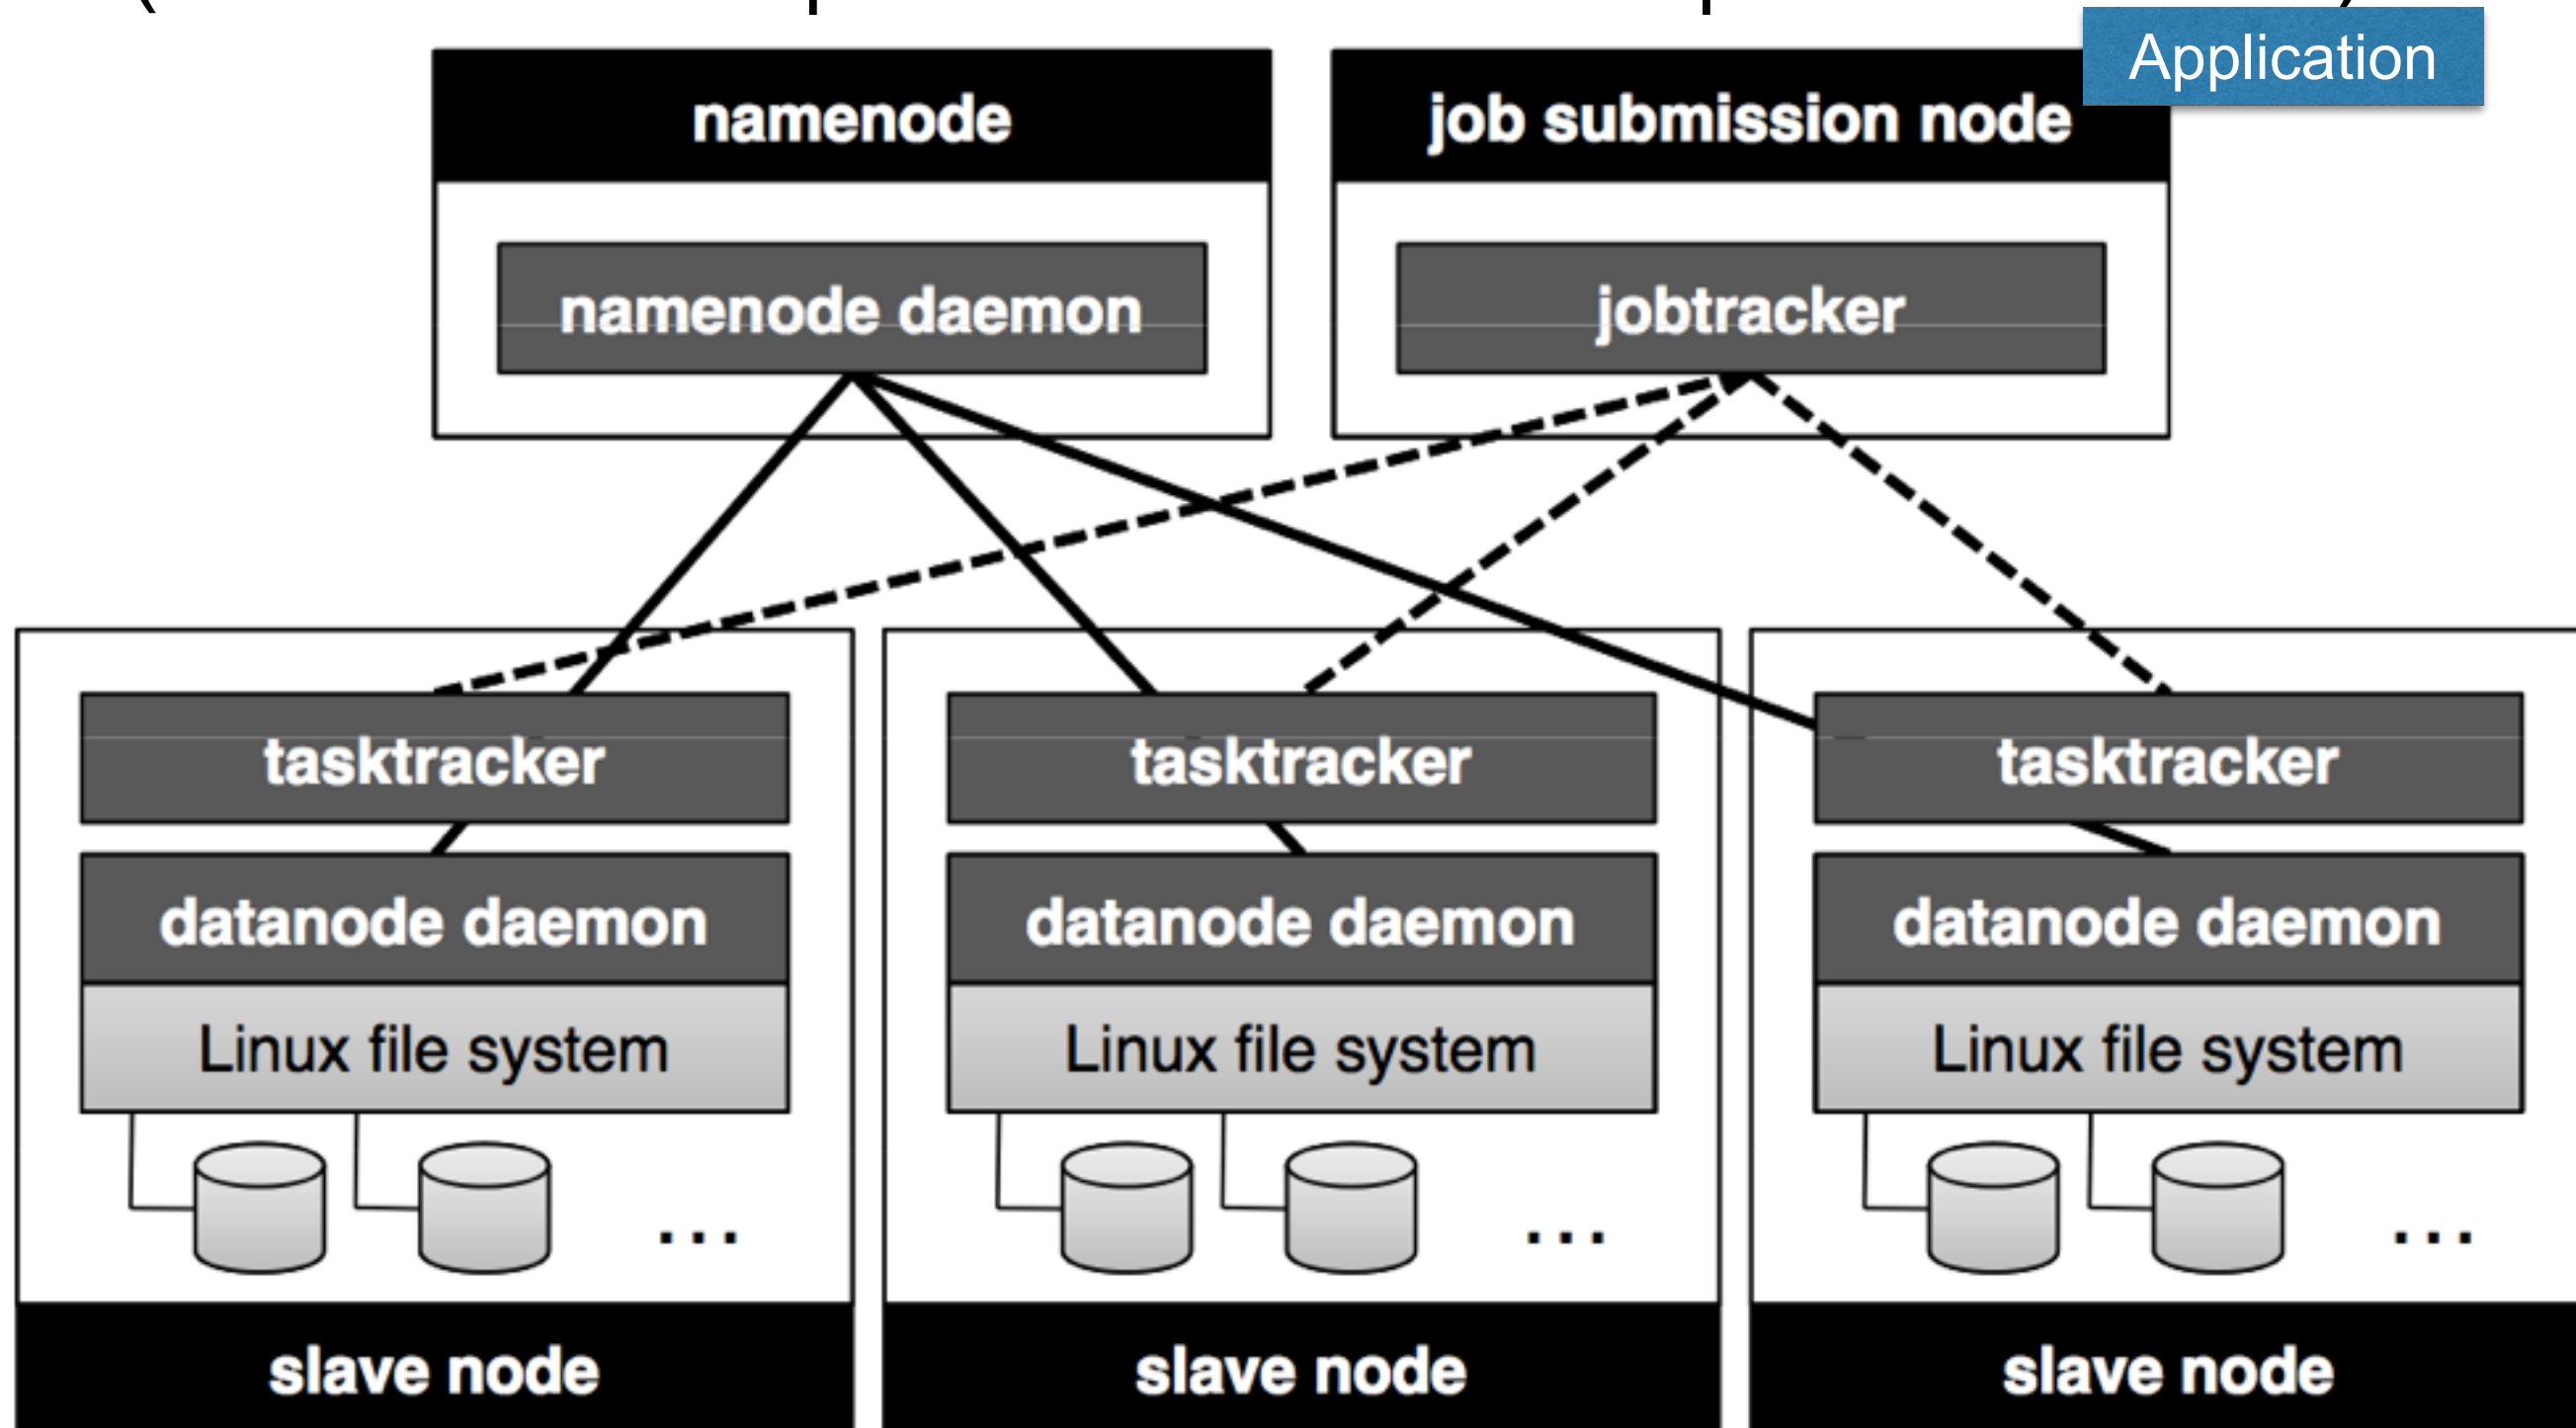 Application
namenode
job submission node
namenode daemon
jobtracker
tasktracker
tasktracker
tasktracker
datanode daemon
datanode daemon
datanode daemon
Linux file system
Linux file system
Linux file system
...
...
...
slave node
slave node
slave node